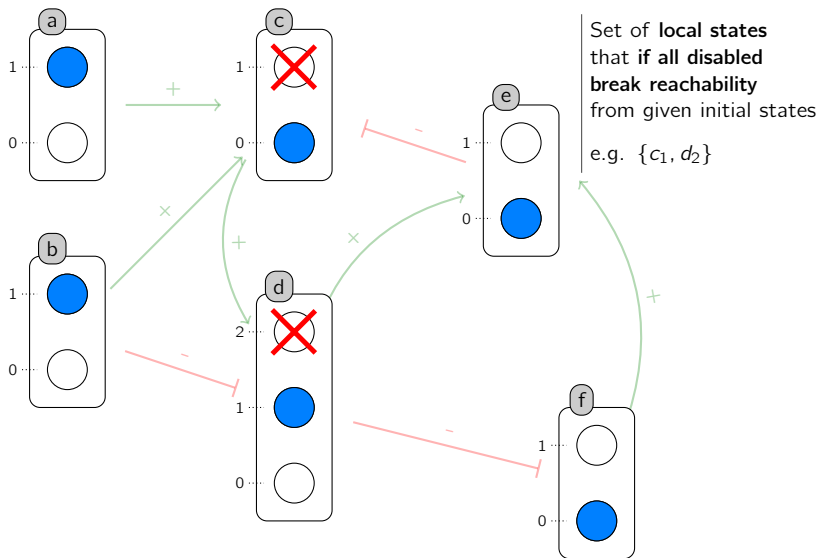 a
1
0
+
c
1
0
e
1
0
-
Set of local states
that if all disabled
break reachability
from given initial states
e.g. {c₁, d₂}
b
1
0
×
-
+
d
2
1
0
×
-
+
f
1
0